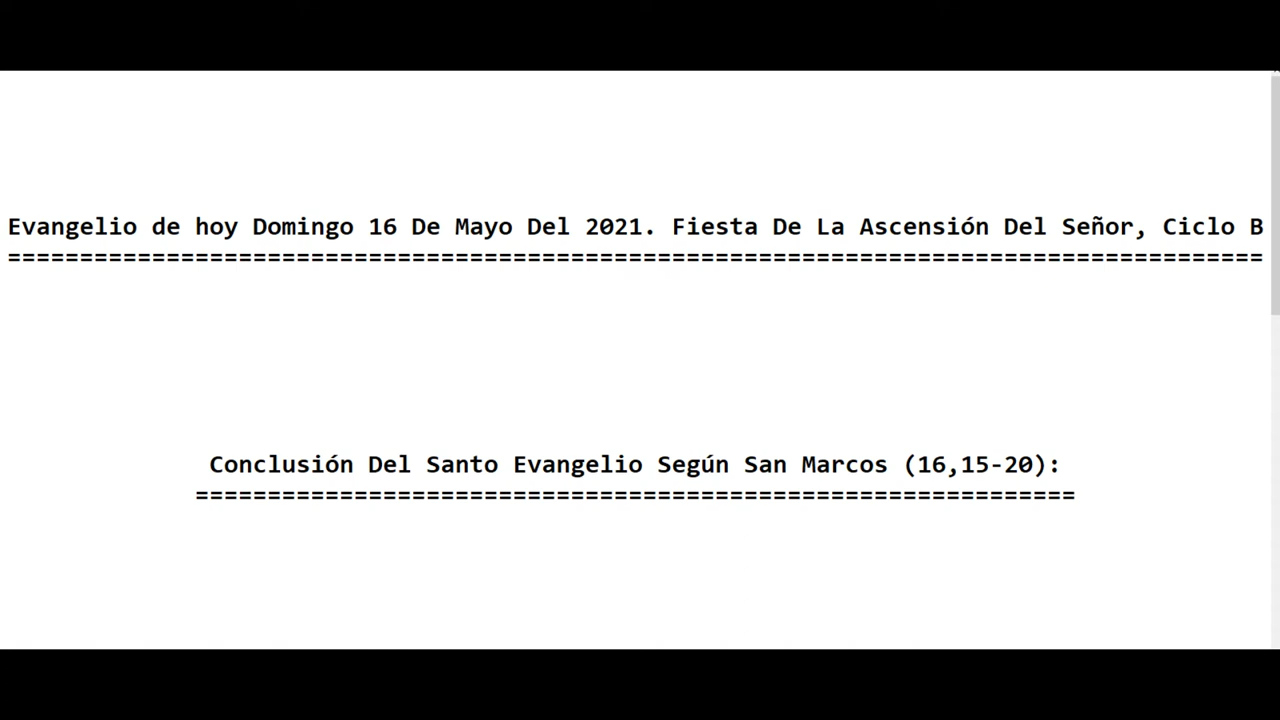 Evangelio de hoy Domingo 16 De Mayo Del 2021. Fiesta De La Ascensión Del Señor, Ciclo B
=======================================================================================
Conclusión Del Santo Evangelio Según San Marcos (16,15-20):
=============================================================